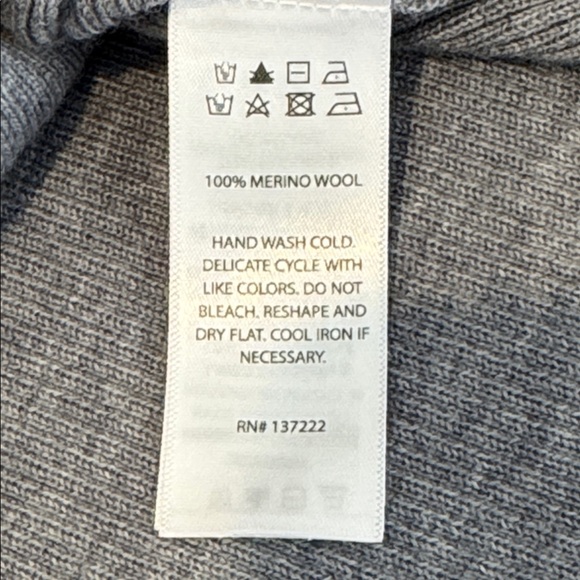 100% MERINO WOOL
HAND WASH COLD.
DELICATE CYCLE WITH
LIKE COLORS. DO NOT
BLEACH. RESHAPE AND
DRY FLAT. COOL IRON IF
NECESSARY.
RN# 137222